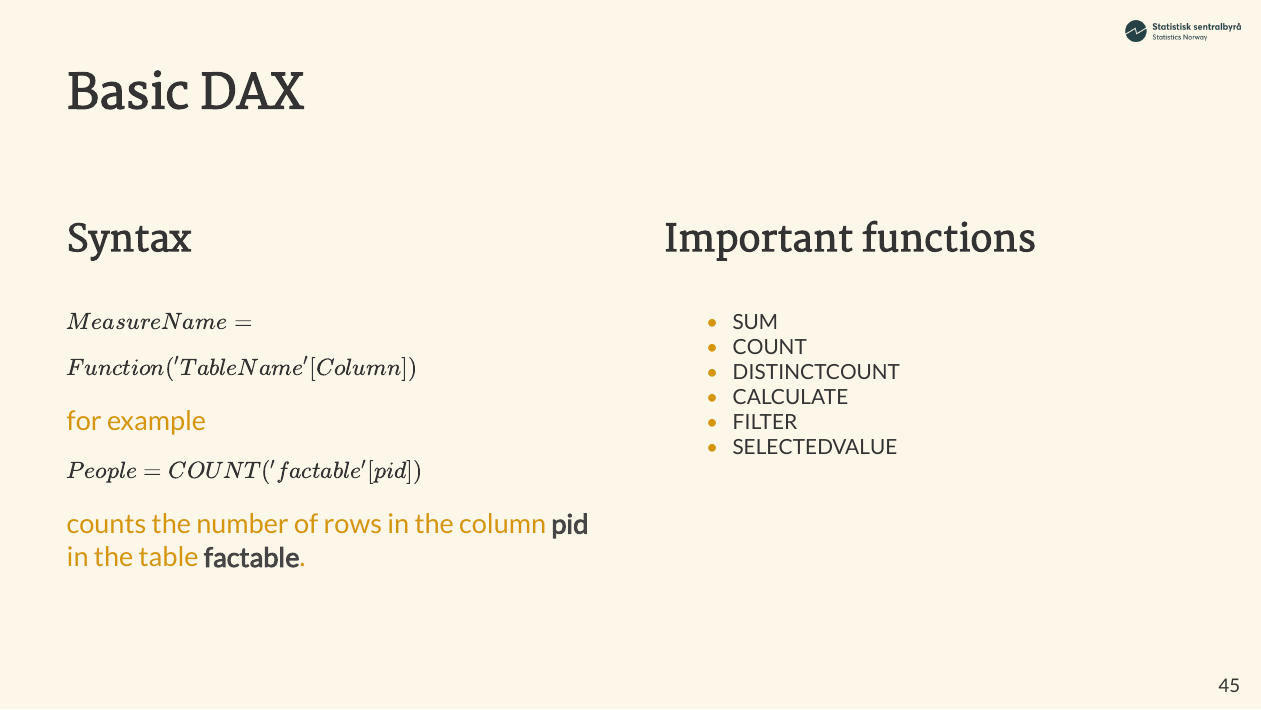 Statistisk sentralbyrå
Statistics Norway
Basic DAX
Syntax
MeasureName =
Function('TableName'[Column])
for example
People = COUNT('factable'[pid])
counts the number of rows in the column pid
in the table factable.
Important functions
• SUM
• COUNT
• DISTINCTCOUNT
• CALCULATE
• FILTER
• SELECTEDVALUE
45